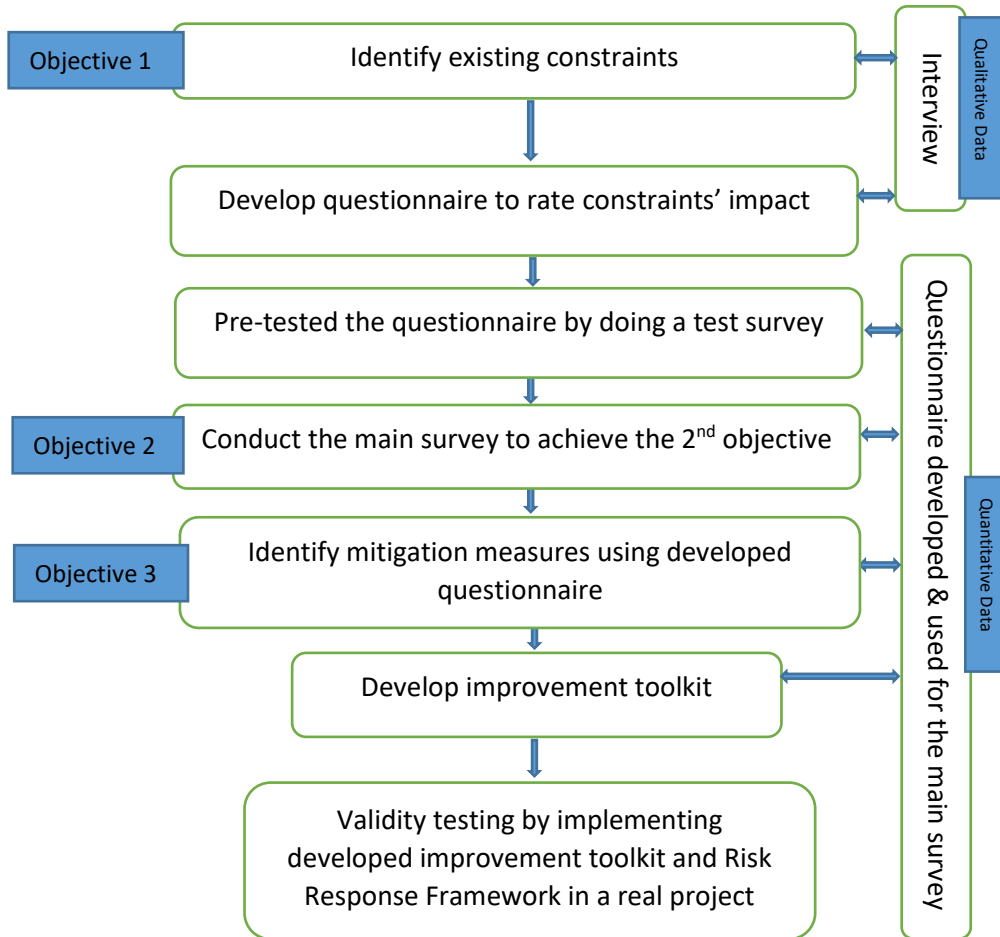 Objective 1
Identify existing constraints
Interview
Qualitative Data
Develop questionnaire to rate constraints’ impact
Pre-tested the questionnaire by doing a test survey
Objective 2
Conduct the main survey to achieve the 2nd objective
Objective 3
Identify mitigation measures using developed
questionnaire
Develop improvement toolkit
Validity testing by implementing
developed improvement toolkit and Risk
Response Framework in a real project
Questionnaire developed & used for the main survey
Quantitative Data